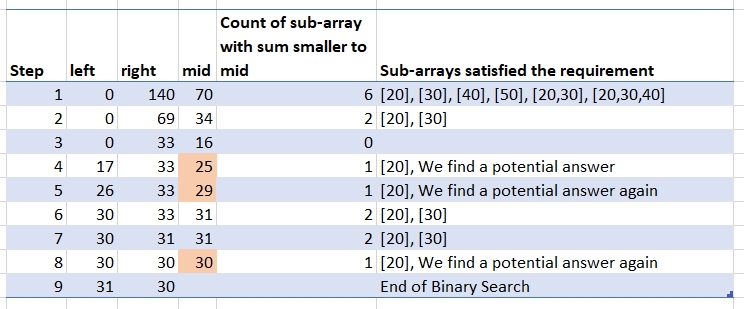 Step left right mid Count of sub-array with sum smaller to mid Sub-arrays satisfied the requirement
1 0 140 70 6 [20], [30], [40], [50], [20,30], [20,30,40]
2 0 69 34 2 [20], [30]
3 0 33 16 0
4 17 33 25 1 [20], We find a potential answer
5 26 33 29 1 [20], We find a potential answer again
6 30 33 31 2 [20], [30]
7 30 31 31 2 [20], [30]
8 30 30 30 1 [20], We find a potential answer again
9 31 30 End of Binary Search